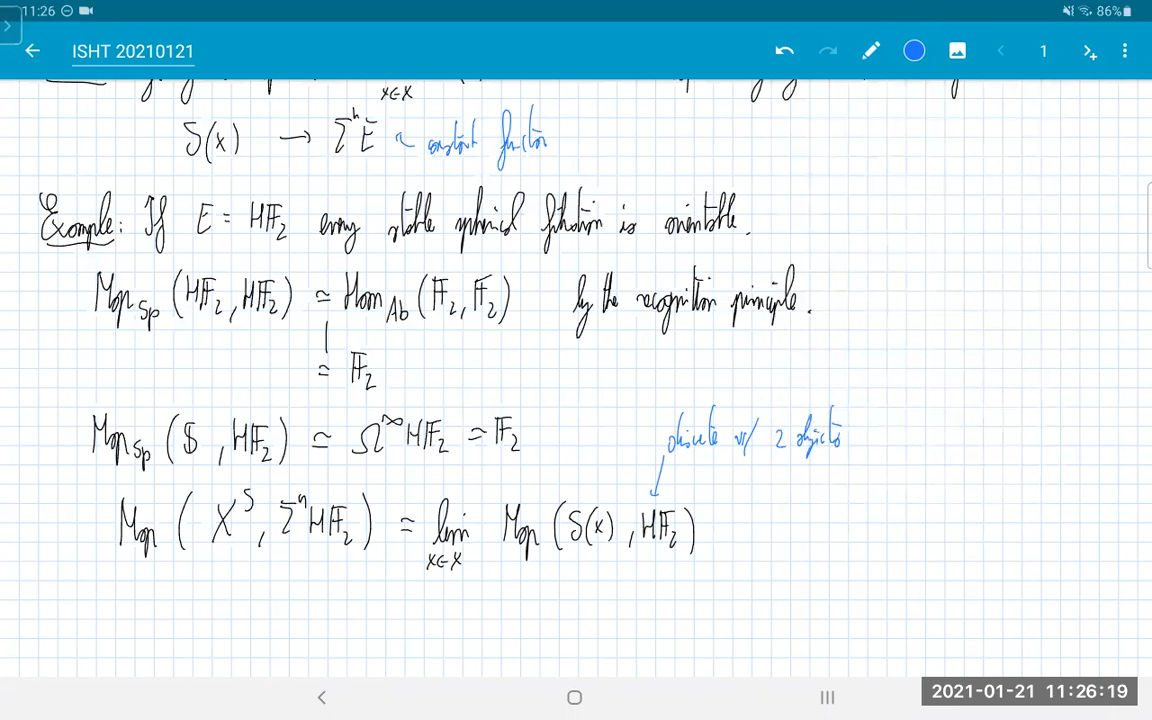 11:26
86%
ISHT 20210121
1
x∈X
S(x) → Σⁿ E ~ constant functor
Example: If E = HF₂ every stable spherical fibration is orientable.
Map_Sp (HF₂, HF₂) ≃ Hom_Ab (F₂, F₂) by the recognition principle.
= F₂
Map_Sp ($, HF₂) ≃ Ω^∞ HF₂ = F₂
discrete w/ 2 objects
Map (X^S, Σⁿ HF₂) = lim_{x∈X} Map (S(x), HF₂)
2021-01-21 11:26:19